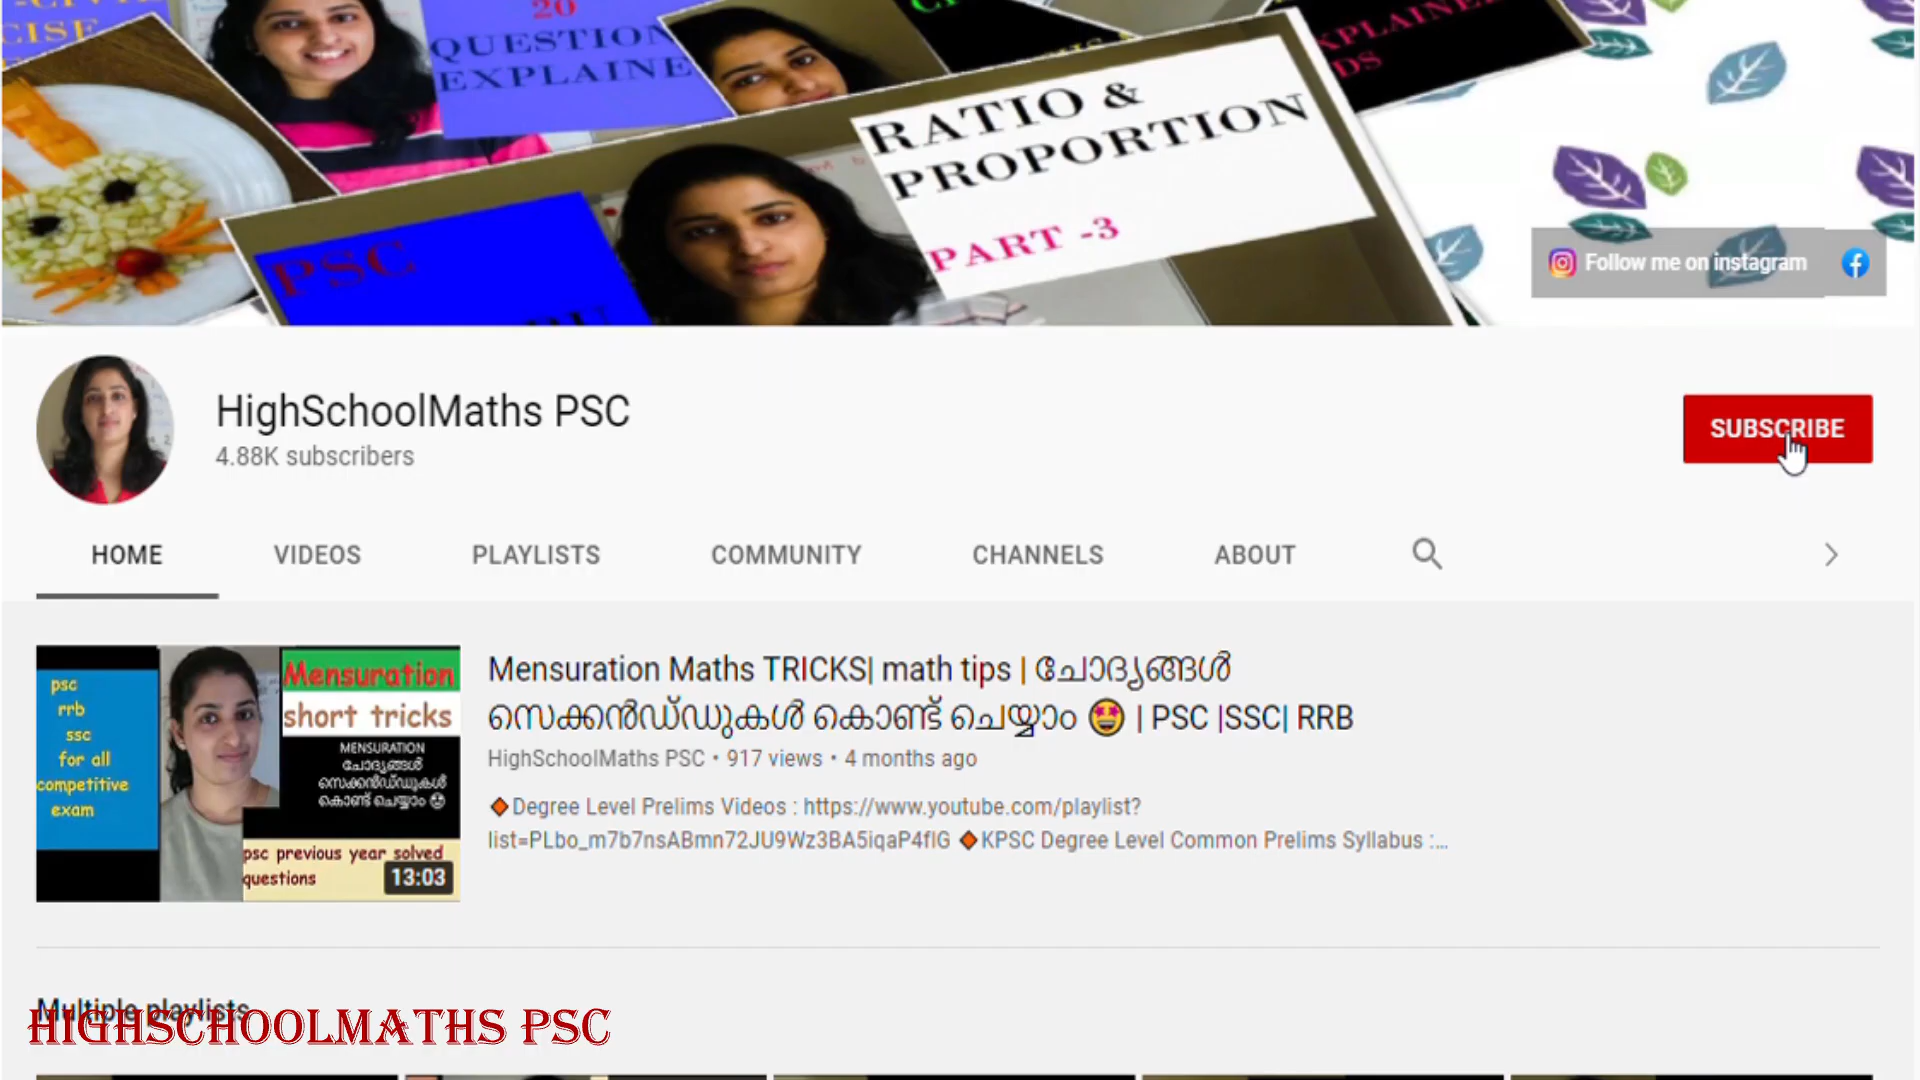 CISE
20
QUESTION
EXPLAINE
RATIO &
PROPORTION
PART -3
PSC
Follow me on instagram
HighSchoolMaths PSC
4.88K subscribers
SUBSCRIBE
HOME VIDEOS PLAYLISTS COMMUNITY CHANNELS ABOUT
psc
rrb
ssc
for all
competitive
exam
Mensuration
short tricks
MENSURATION
ചോദ്യങ്ങൾ
സെക്കൻഡ്ഡുകൾ
കൊണ്ട് ചെയ്യാം 🤩
psc previous year solved
questions
13:03
Mensuration Maths TRICKS| math tips | ചോദ്യങ്ങൾ
സെക്കൻഡ്ഡുകൾ കൊണ്ട് ചെയ്യാം 🤩 | PSC |SSC| RRB
HighSchoolMaths PSC • 917 views • 4 months ago
🔶Degree Level Prelims Videos : https://www.youtube.com/playlist?
list=PLbo_m7b7nsABmn72JU9Wz3BA5iqaP4fIG 🔶KPSC Degree Level Common Prelims Syllabus :...
Multiple playlists
HIGHSCHOOLMATHS PSC